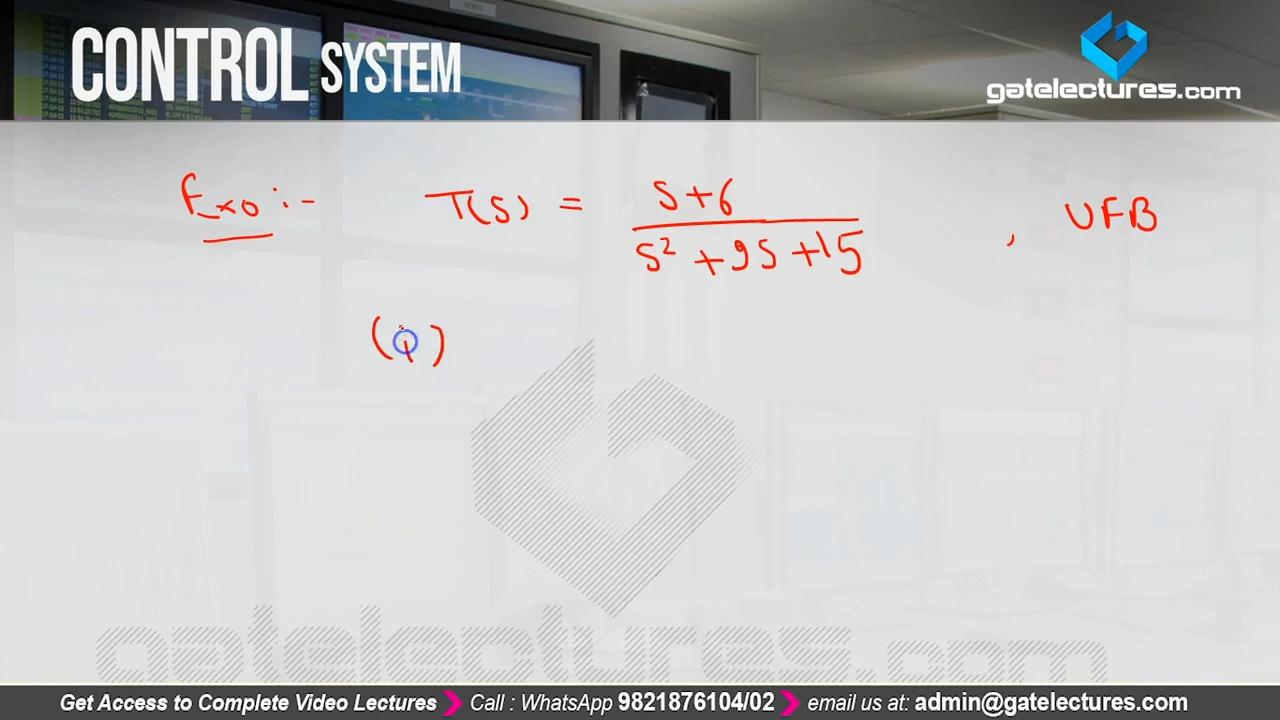 CONTROL SYSTEM
gatelectures.com
Exo :- T(s) = s+6 / s²+9s+15 , UFB
(i)
gatelectures.com
Get Access to Complete Video Lectures Call : WhatsApp 9821876104/02 email us at: admin@gatelectures.com